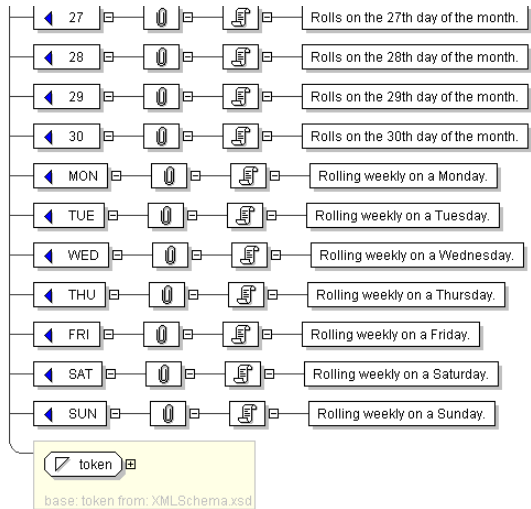 27 Rolls on the 27th day of the month.
28 Rolls on the 28th day of the month.
29 Rolls on the 29th day of the month.
30 Rolls on the 30th day of the month.
MON Rolling weekly on a Monday.
TUE Rolling weekly on a Tuesday.
WED Rolling weekly on a Wednesday.
THU Rolling weekly on a Thursday.
FRI Rolling weekly on a Friday.
SAT Rolling weekly on a Saturday.
SUN Rolling weekly on a Sunday.
token
base: token from: XMLSchema.xsd